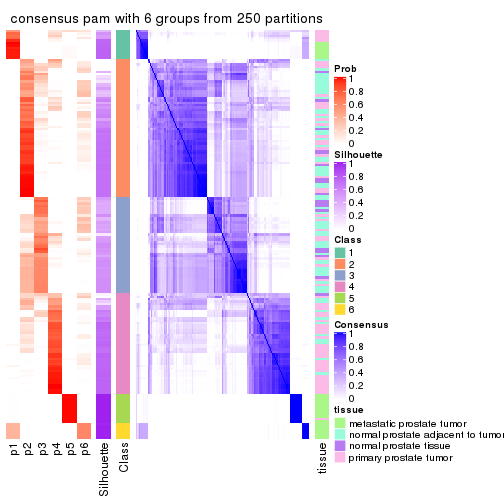 consensus pam with 6 groups from 250 partitions
Prob
1
0.8
0.6
0.4
0.2
0
Silhouette
1
0.8
0.6
0.4
0.2
0
Class
1
2
3
4
5
6
Consensus
1
0.8
0.6
0.4
0.2
0
tissue
metastatic prostate tumor
normal prostate adjacent to tumor
normal prostate tissue
primary prostate tumor
p1
p2
p3
p4
p5
p6
Silhouette
Class
tissue